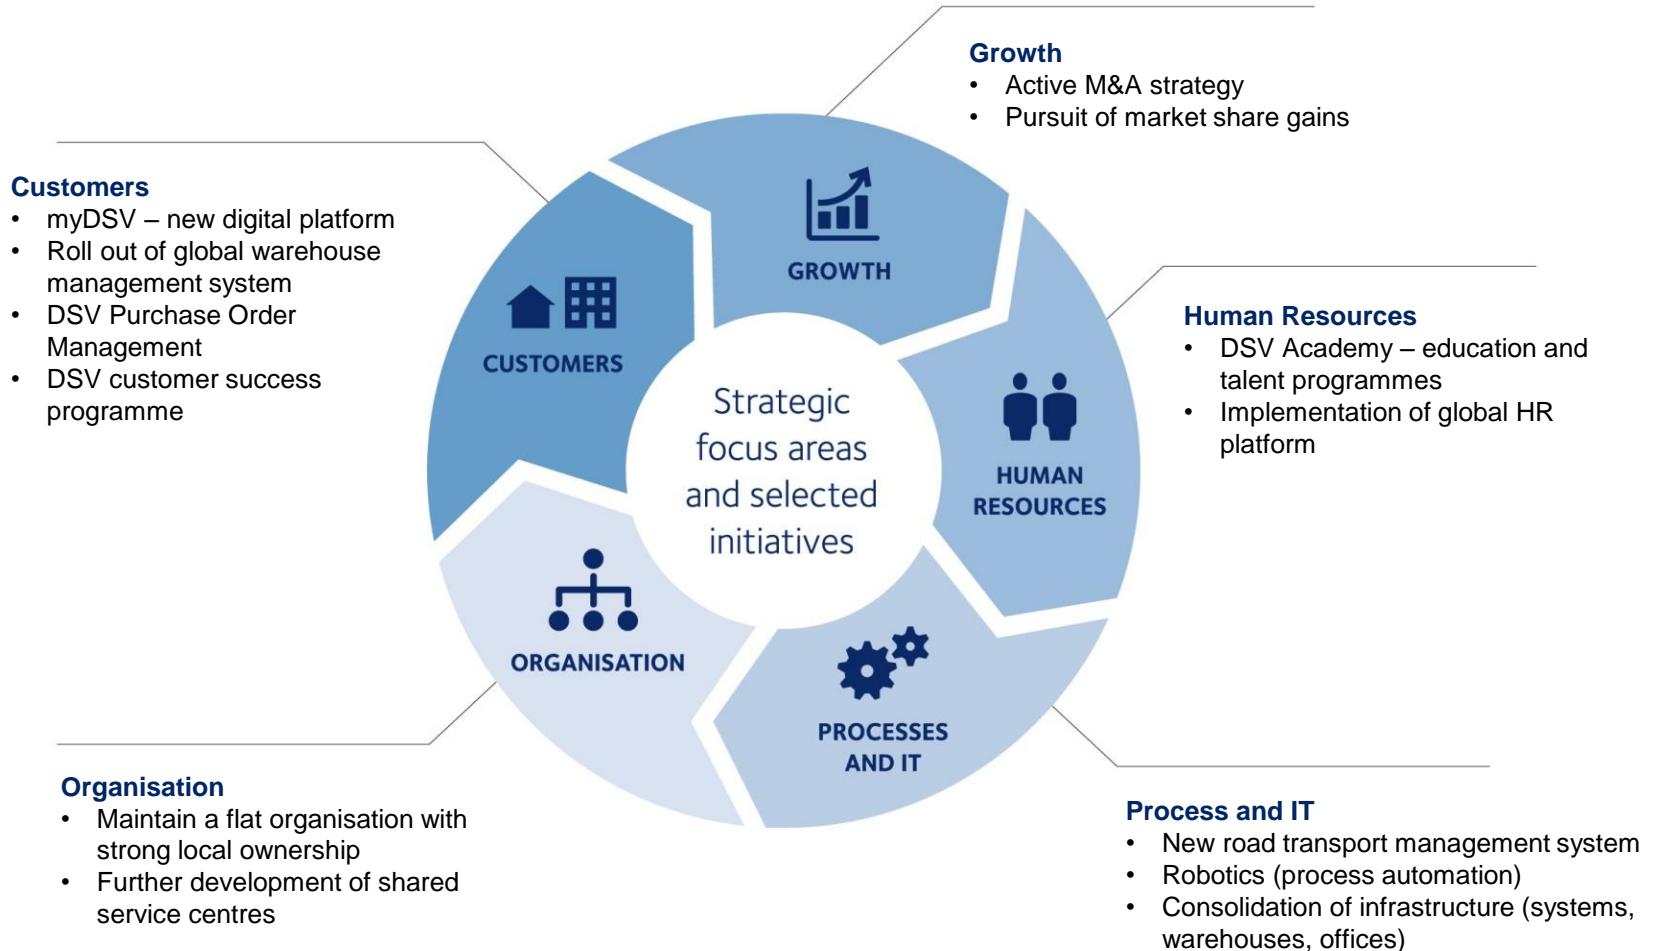 Growth
• Active M&A strategy
• Pursuit of market share gains
Customers
• myDSV – new digital platform
• Roll out of global warehouse
management system
• DSV Purchase Order
Management
• DSV customer success
programme
GROWTH
CUSTOMERS
Human Resources
• DSV Academy – education and
talent programmes
• Implementation of global HR
platform
HUMAN
RESOURCES
Strategic
focus areas
and selected
initiatives
ORGANISATION
PROCESSES
AND IT
Organisation
• Maintain a flat organisation with
strong local ownership
• Further development of shared
service centres
Process and IT
• New road transport management system
• Robotics (process automation)
• Consolidation of infrastructure (systems,
warehouses, offices)